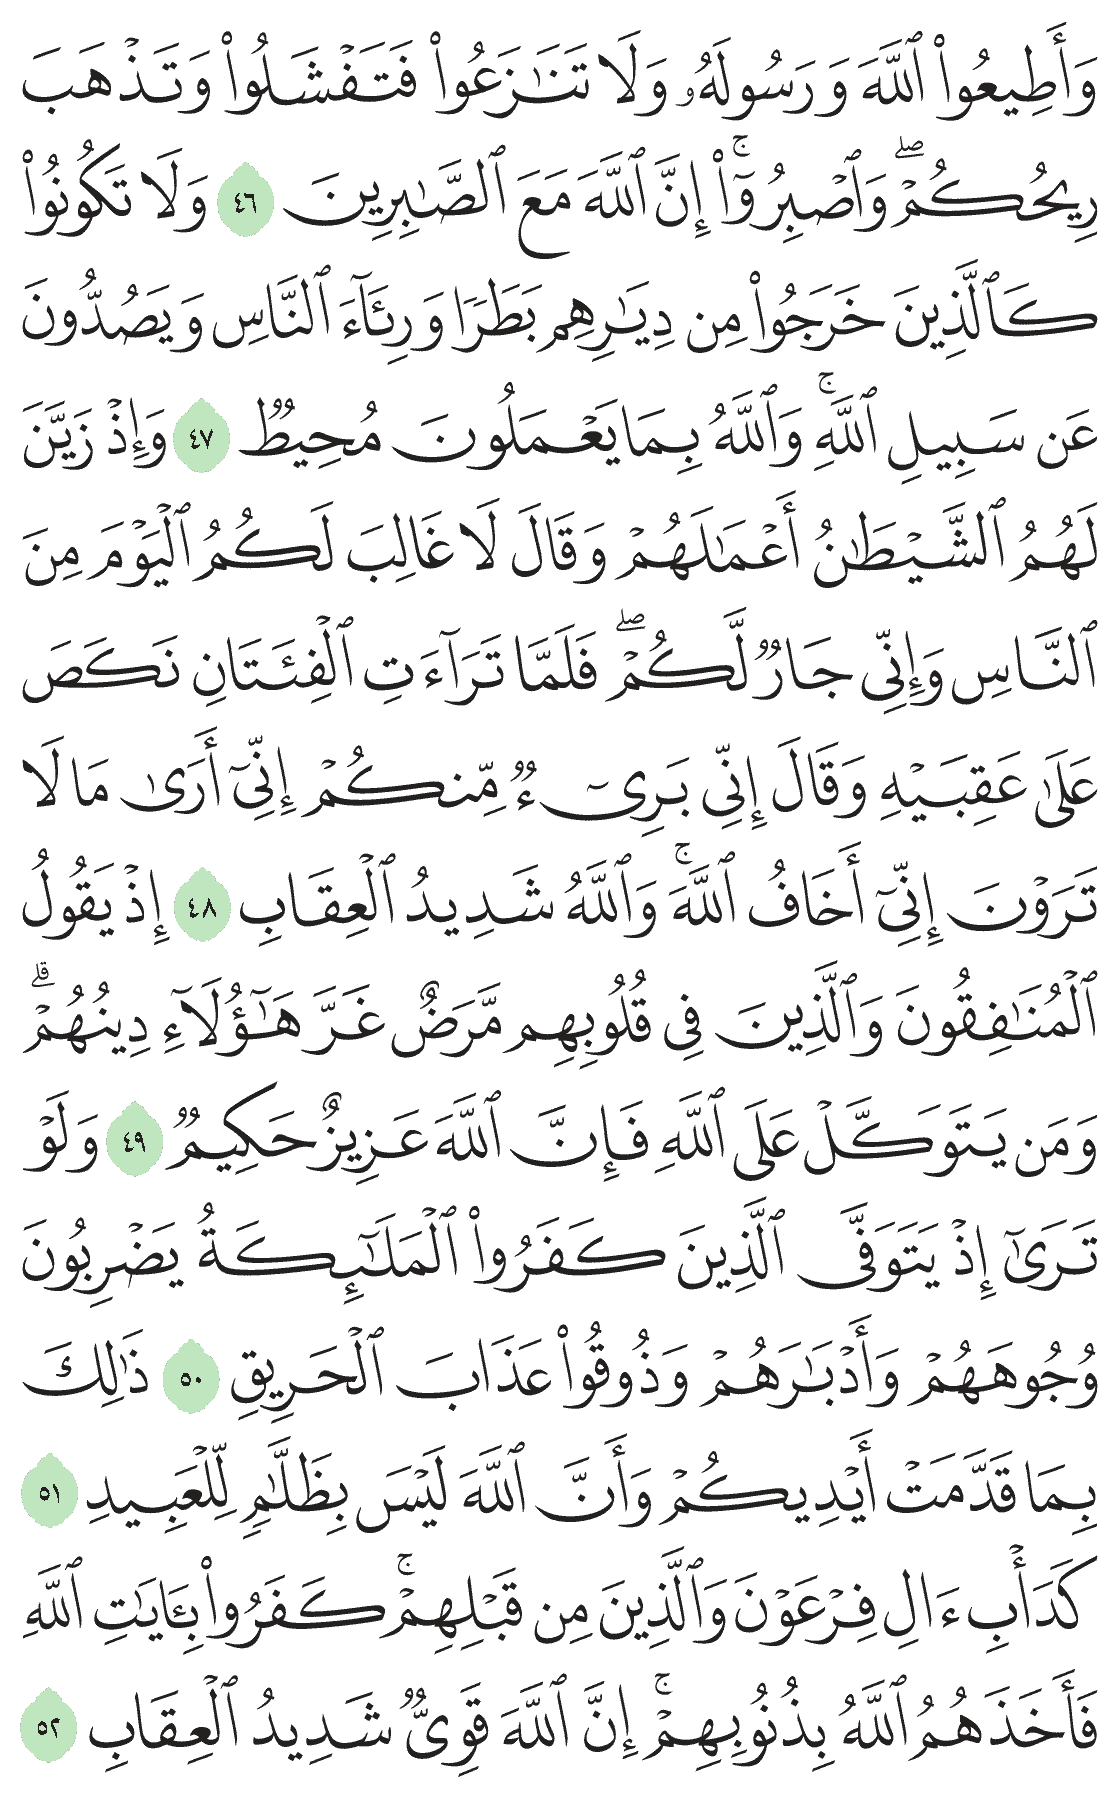 وَأَطِيعُوا۟ ٱللَّهَ وَرَسُولَهُۥ وَلَا تَنَـٰزَعُوا۟ فَتَفْشَلُوا۟ وَتَذْهَبَ
رِيحُكُمْ ۖ وَٱصْبِرُوٓا۟ ۚ إِنَّ ٱللَّهَ مَعَ ٱلصَّـٰبِرِينَ ٤٦ وَلَا تَكُونُوا۟
كَٱلَّذِينَ خَرَجُوا۟ مِن دِيَـٰرِهِم بَطَرًا وَرِئَآءَ ٱلنَّاسِ وَيَصُدُّونَ
عَن سَبِيلِ ٱللَّهِ ۚ وَٱللَّهُ بِمَا يَعْمَلُونَ مُحِيطٌ ٤٧ وَإِذْ زَيَّنَ
لَهُمُ ٱلشَّيْطَـٰنُ أَعْمَـٰلَهُمْ وَقَالَ لَا غَالِبَ لَكُمُ ٱلْيَوْمَ مِنَ
ٱلنَّاسِ وَإِنِّى جَارٌ لَّكُمْ ۖ فَلَمَّا تَرَآءَتِ ٱلْفِئَتَانِ نَكَصَ
عَلَىٰ عَقِبَيْهِ وَقَالَ إِنِّى بَرِىٓءٌ مِّنكُمْ إِنِّىٓ أَرَىٰ مَا لَا
تَرَوْنَ إِنِّىٓ أَخَافُ ٱللَّهَ ۚ وَٱللَّهُ شَدِيدُ ٱلْعِقَابِ ٤٨ إِذْ يَقُولُ
ٱلْمُنَـٰفِقُونَ وَٱلَّذِينَ فِى قُلُوبِهِم مَّرَضٌ غَرَّ هَـٰٓؤُلَآءِ دِينُهُمْ ۗ
وَمَن يَتَوَكَّلْ عَلَى ٱللَّهِ فَإِنَّ ٱللَّهَ عَزِيزٌ حَكِيمٌ ٤٩ وَلَوْ
تَرَىٰٓ إِذْ يَتَوَفَّى ٱلَّذِينَ كَفَرُوا۟ ٱلْمَلَـٰٓئِكَةُ يَضْرِبُونَ
وُجُوهَهُمْ وَأَدْبَـٰرَهُمْ وَذُوقُوا۟ عَذَابَ ٱلْحَرِيقِ ٥٠ ذَٰلِكَ
بِمَا قَدَّمَتْ أَيْدِيكُمْ وَأَنَّ ٱللَّهَ لَيْسَ بِظَلَّـٰمٍ لِّلْعَبِيدِ ٥١
كَدَأْبِ ءَالِ فِرْعَوْنَ وَٱلَّذِينَ مِن قَبْلِهِمْ ۚ كَفَرُوا۟ بِـَٔايَـٰتِ ٱللَّهِ
فَأَخَذَهُمُ ٱللَّهُ بِذُنُوبِهِمْ ۚ إِنَّ ٱللَّهَ قَوِىٌّ شَدِيدُ ٱلْعِقَابِ ٥٢